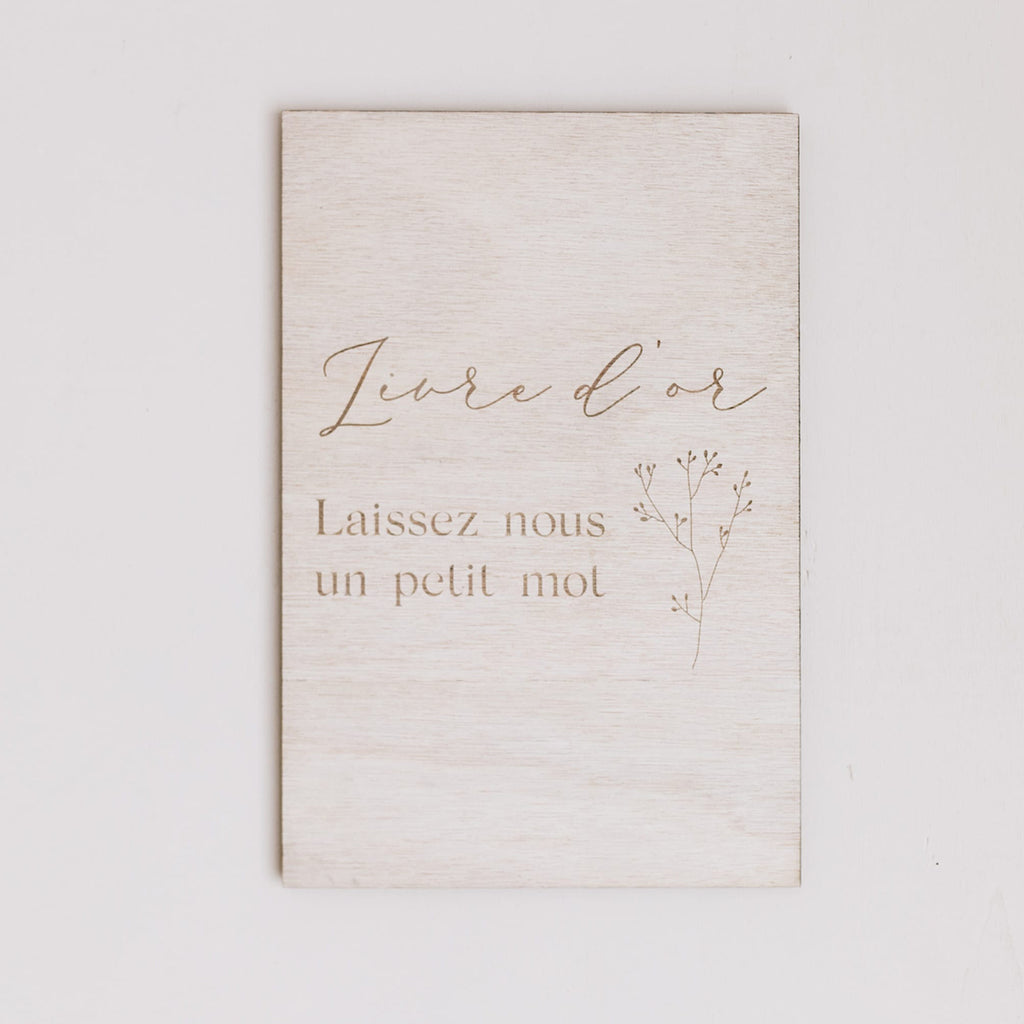 Livre d'or
Laissez-nous
un petit mot